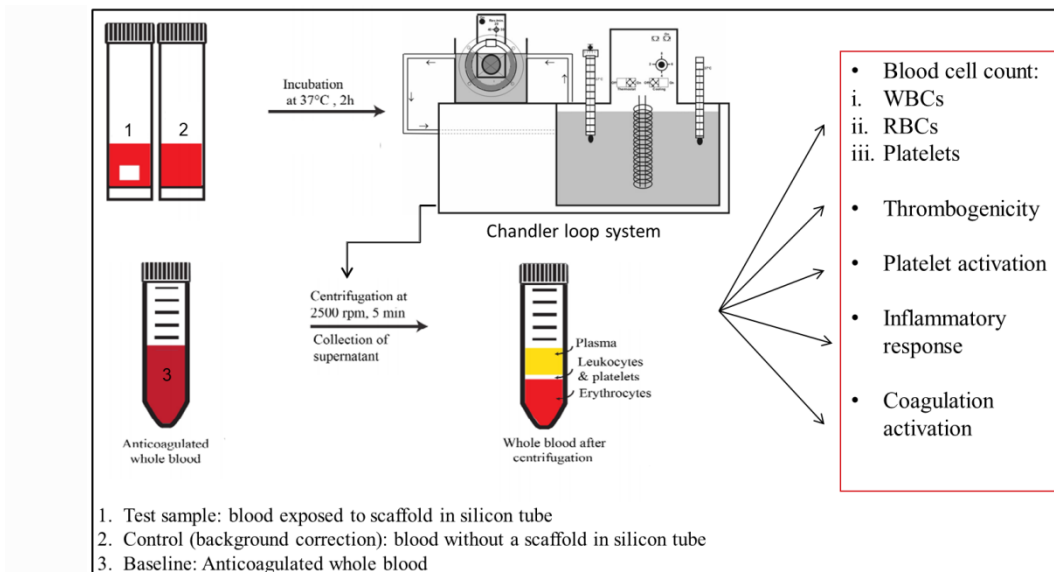 1
2
Incubation
at 37°C , 2h
Chandler loop system
3
Anticoagulated
whole blood
Centrifugation at
2500 rpm, 5 min
Collection of
supernatant
Plasma
Leukocytes
& platelets
Erythrocytes
Whole blood after
centrifugation
• Blood cell count:
i. WBCs
ii. RBCs
iii. Platelets
• Thrombogenicity
• Platelet activation
• Inflammatory
response
• Coagulation
activation
1. Test sample: blood exposed to scaffold in silicon tube
2. Control (background correction): blood without a scaffold in silicon tube
3. Baseline: Anticoagulated whole blood